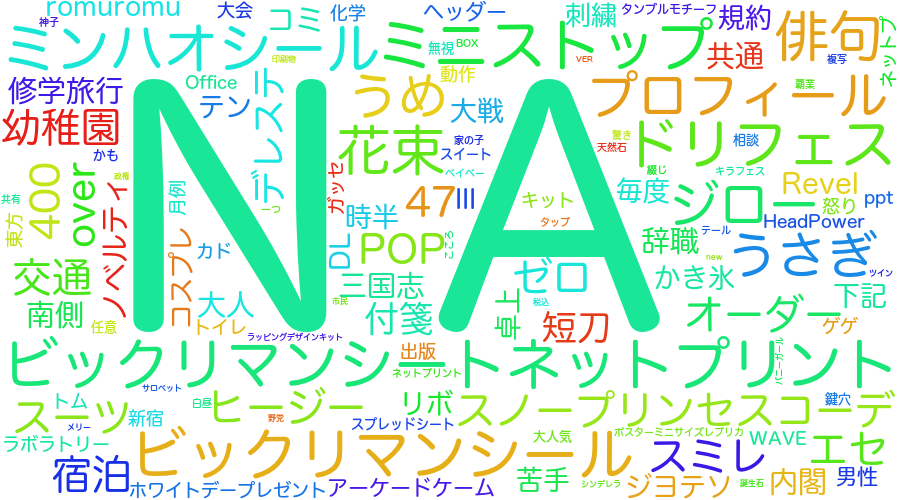 romuromu
神子
大会
コミ
化学
ヘッダー
刺繍
タンブルモチーフ
規約
俳句
ネットプ
ミンハオシール
ミニストップ
無視
BOX
印刷物
VER
共通
複写
修学旅行
Office
テン
デレステ
うめ
動作
大戦
プロフィール
覇業
幼稚園
かも
NA
花束
家の子
スイート
ベイベー
驚き
天然石
ドリフェス
相談
綴じ
キラフェス
政権
共有
400
over
東方
ノベルティ
月例
一つ
ガッセ
時半
47
III
キット
タップ
毎度
ジロー
Revel
怒り
ppt
コスプレ
カド
DL
POP
こころ
辞職
テール
HeadPower
うさぎ
交通
南側
任意
大人
トイレ
三国志
市民
付箋
卓上
ゼロ
税込
短刀
かき氷
new
ツイン
下記
オーダー
ゲゲ
ラッピングデザインキット
ビックリマンシートネットプリント
出版
ネットプリント
バニーガール
サロペット
トム
スーツ
メリー
新宿
白昼
ヒージー
野党
リボ
スノープリンセスコーデ
鍵穴
スプレッドシート
大人気
ポスターミニサイズレプリカ
ラボラトリー
ビックリマンシール
スミレ
WAVE
エセ
宿泊
ホワイトデープレゼント
アーケードケーム
苦手
シンデレラ
ジヨテソ
誕生石
内閣
男性